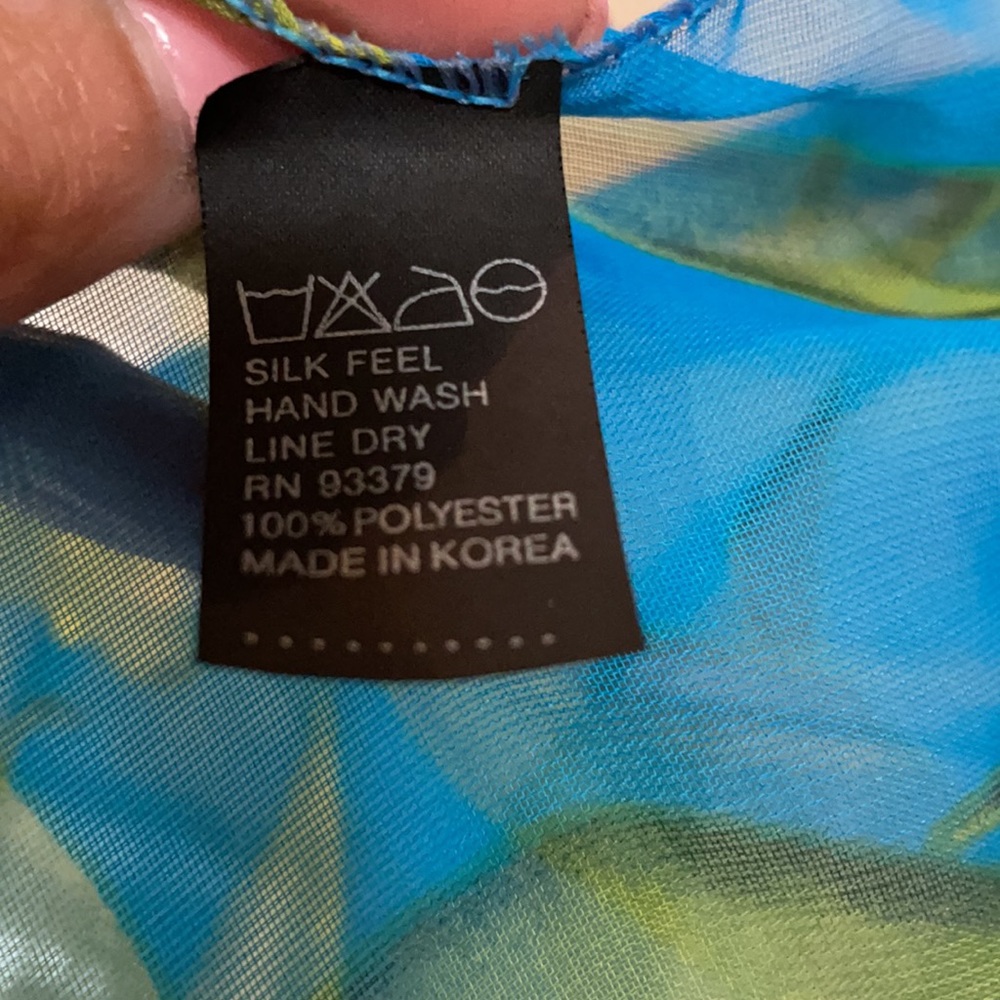 SILK FEEL
HAND WASH
LINE DRY
RN 93379
100% POLYESTER
MADE IN KOREA